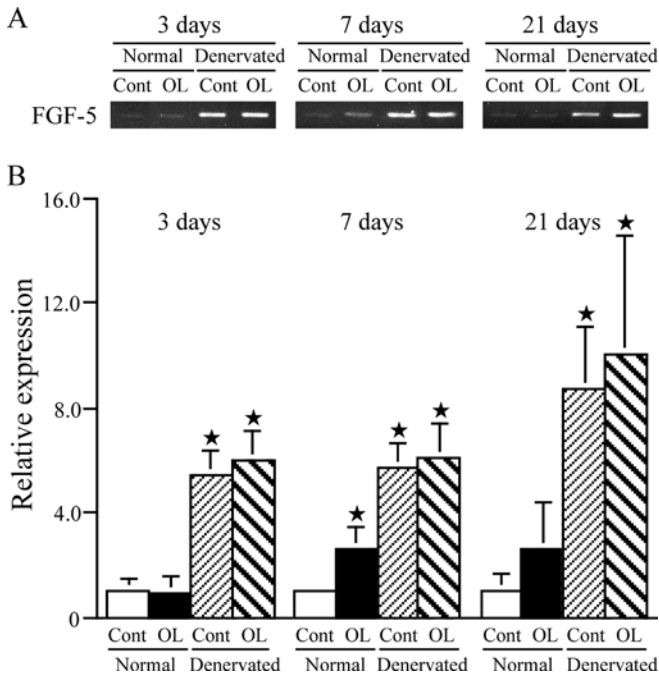 A
3 days 7 days 21 days
Normal Denervated Normal Denervated Normal Denervated
Cont OL Cont OL Cont OL Cont OL Cont OL Cont OL
FGF-5
B
16.0
3 days 7 days 21 days
12.0
Relative expression
8.0
4.0
0
Cont OL Cont OL Cont OL Cont OL Cont OL Cont OL
Normal Denervated Normal Denervated Normal Denervated